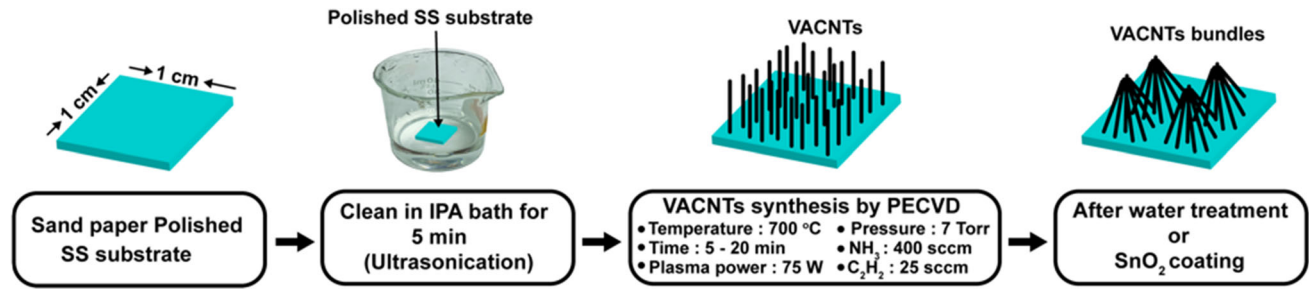 1 cm
1 cm
Sand paper Polished
SS substrate
Polished SS substrate
Clean in IPA bath for
5 min
(Ultrasonication)
VACNTs
VACNTs synthesis by PECVD
• Temperature : 700 °C • Pressure : 7 Torr
• Time : 5 - 20 min • NH₃ : 400 sccm
• Plasma power : 75 W • C₂H₂ : 25 sccm
VACNTs bundles
After water treatment
or
SnO₂ coating